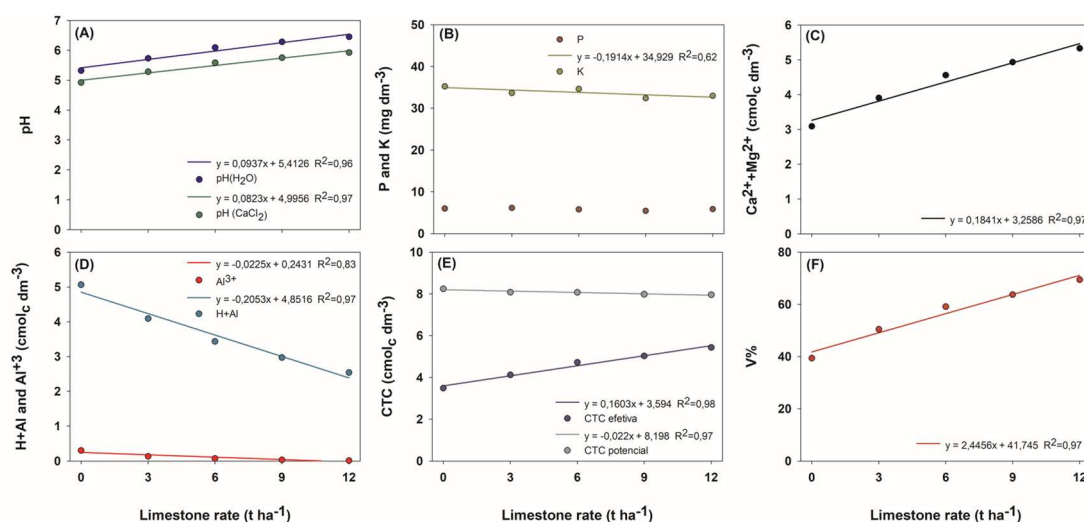 (A)
pH
7
6
5
4
3
2
1
0
y = 0,0937x + 5,4126 R²=0,96
pH(H₂O)
y = 0,0823x + 4,9956 R²=0,97
pH (CaCl₂)
(B)
P and K (mg dm⁻³)
60
50
40
30
20
10
0
P
y = -0,1914x + 34,929 R²=0,62
K
(C)
Ca²⁺+Mg²⁺ (cmol꜀ dm⁻³)
6
5
4
3
2
1
0
y = 0,1841x + 3,2586 R²=0,97
(D)
H+Al and Al⁺³ (cmol꜀ dm⁻³)
6
5
4
3
2
1
0
y = -0,0225x + 0,2431 R²=0,83
Al³⁺
y = -0,2053x + 4,8516 R²=0,97
H+Al
0 3 6 9 12
Limestone rate (t ha⁻¹)
(E)
CTC (cmol꜀ dm⁻³)
10
8
6
4
2
0
y = 0,1603x + 3,594 R²=0,98
CTC efetiva
y = -0,022x + 8,198 R²=0,97
CTC potencial
0 3 6 9 12
Limestone rate (t ha⁻¹)
(F)
V%
80
60
40
20
0
y = 2,4456x + 41,745 R²=0,97
0 3 6 9 12
Limestone rate (t ha⁻¹)